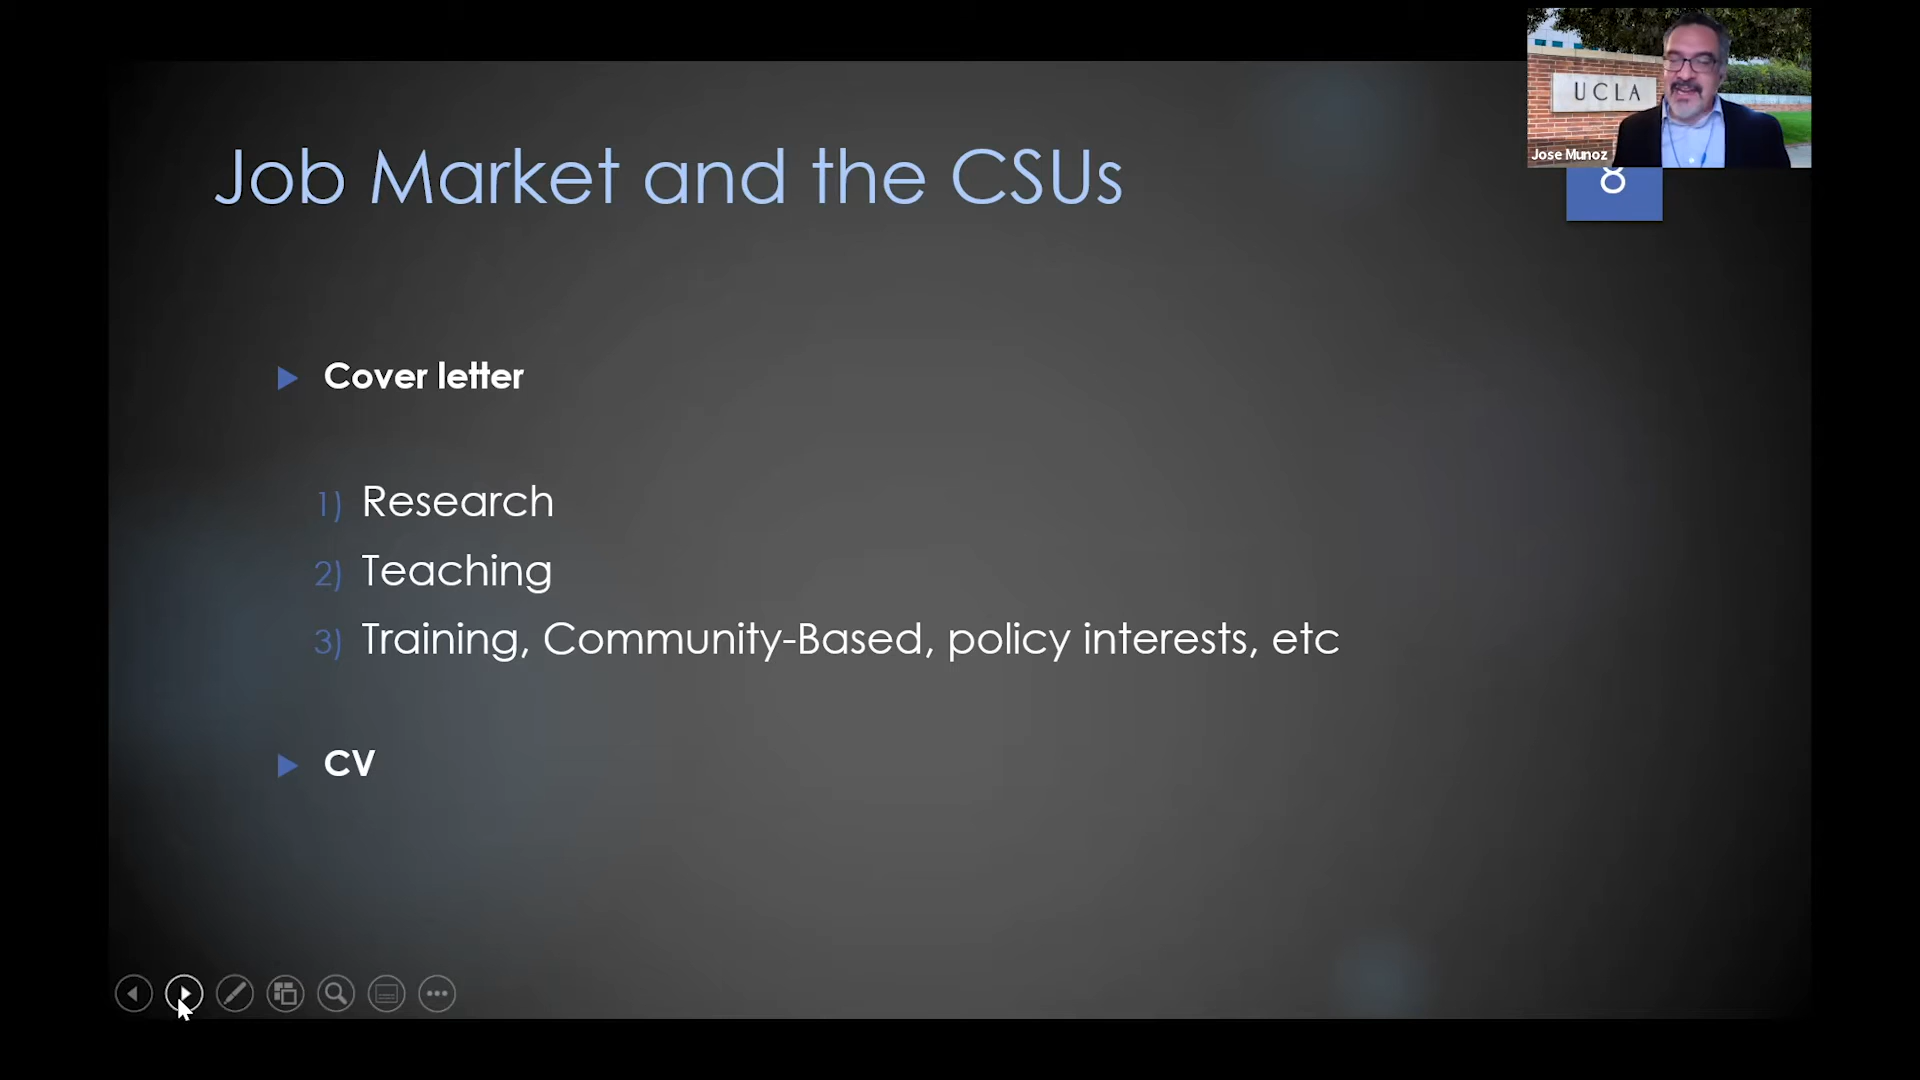 UCLA
Jose Munoz
8
Job Market and the CSUs
Cover letter
1) Research
2) Teaching
3) Training, Community-Based, policy interests, etc
CV